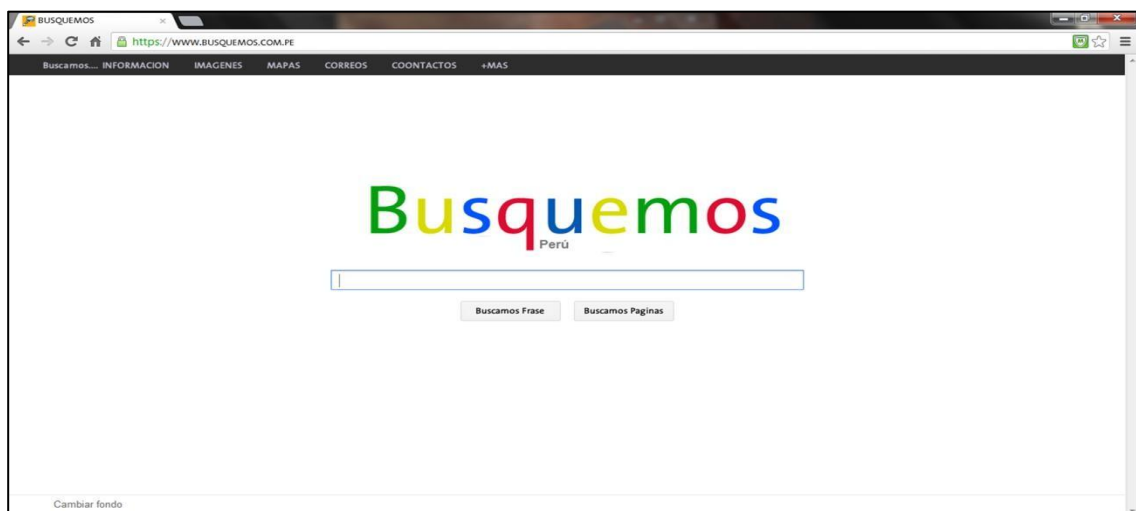 BUSQUEMOS
https://www.BUSQUEMOS.COM.PE
Buscamos.... INFORMACION IMAGENES MAPAS CORREOS COONTACTOS +MAS
Busquemos
Perú
Buscamos Frase Buscamos Paginas
Cambiar fondo